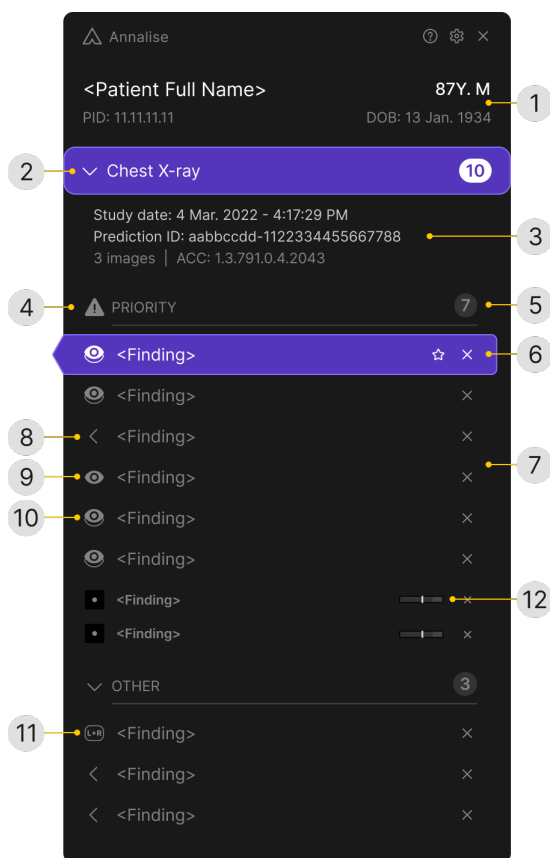 Annalise
<Patient Full Name> 87Y. M
PID: 11.11.11.11 DOB: 13 Jan. 1934
1
2 Chest X-ray 10
Study date: 4 Mar. 2022 - 4:17:29 PM
Prediction ID: aabbccdd-1122334455667788
3 images | ACC: 1.3.791.0.4.2043
3
4 PRIORITY 7 5
<Finding> 6
<Finding>
8 <Finding>
7
9 <Finding>
10 <Finding>
<Finding>
<Finding> 12
<Finding>
OTHER 3
11 L+R <Finding>
<Finding>
<Finding>